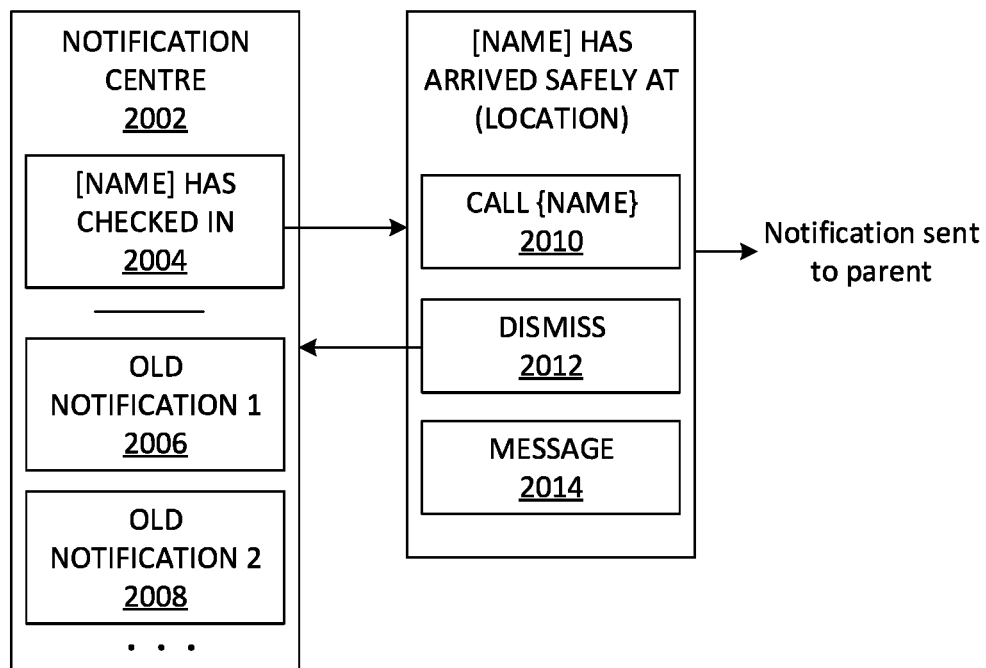 NOTIFICATION
CENTRE
2002
[NAME] HAS
CHECKED IN
2004
OLD
NOTIFICATION 1
2006
OLD
NOTIFICATION 2
2008
. . .
[NAME] HAS
ARRIVED SAFELY AT
(LOCATION)
CALL {NAME}
2010
DISMISS
2012
MESSAGE
2014
Notification sent
to parent